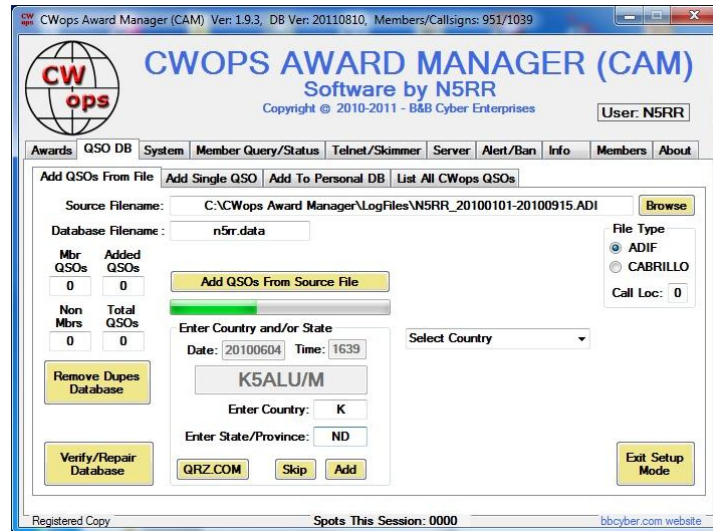 CWops Award Manager (CAM) Ver: 1.9.3, DB Ver: 20110810, Members/Callsigns: 951/1039
CW
ops
CWOPS AWARD MANAGER (CAM)
Software by N5RR
Copyright © 2010-2011 - B&B Cyber Enterprises
User: N5RR
Awards QSO DB System Member Query/Status Telnet/Skimmer Server Alert/Ban Info Members About
Add QSOs From File Add Single QSO Add To Personal DB List All CWops QSOs
Source Filename: C:\CWops Award Manager\LogFiles\N5RR_20100101-20100915.ADI Browse
Database Filename: n5rr.data
File Type
ADIF
CABRILLO
Call Loc: 0
Mbr QSOs Added QSOs
0 0
Add QSOs From Source File
Non Mbrs Total QSOs
0 0
Enter Country and/or State
Date: 20100604 Time: 1639
Select Country
K5ALU/M
Remove Dupes
Database
Enter Country: K
Enter State/Province: ND
Verify/Repair
Database
QRZ.COM Skip Add
Exit Setup
Mode
Registered Copy Spots This Session: 0000 bbcyber.com website